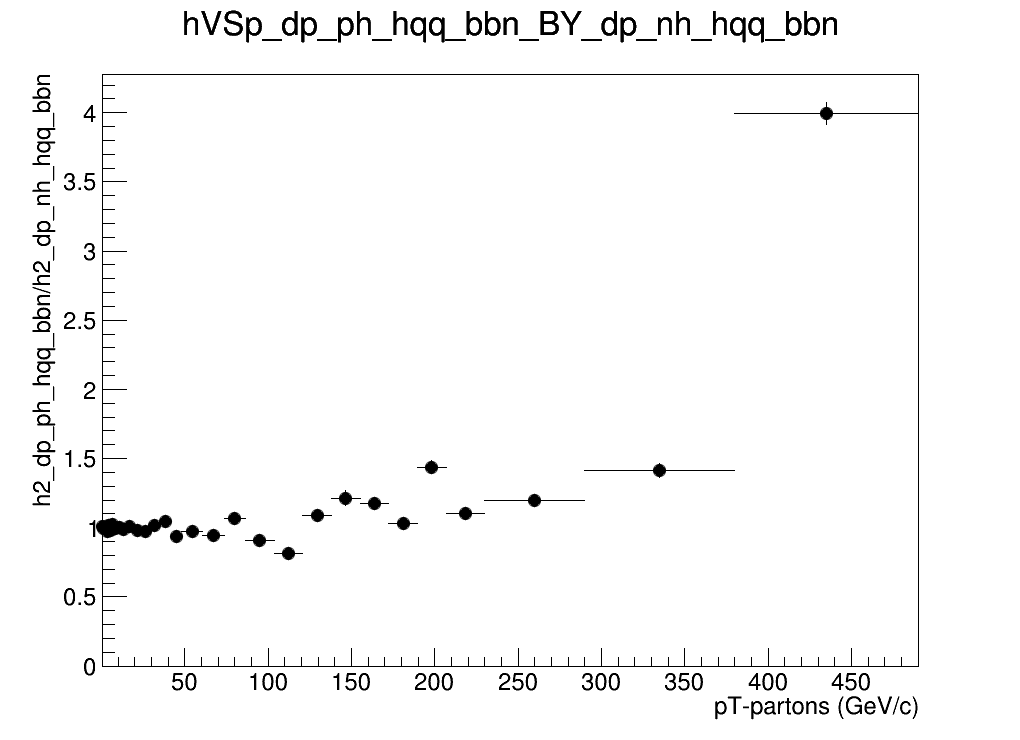 hVSp_dp_ph_hqq_bbn_BY_dp_nh_hqq_bbn
h2_dp_ph_hqq_bbn/h2_dp_nh_hqq_bbn
4
3.5
3
2.5
2
1.5
1
0.5
0
50 100 150 200 250 300 350 400 450
pT-partons (GeV/c)